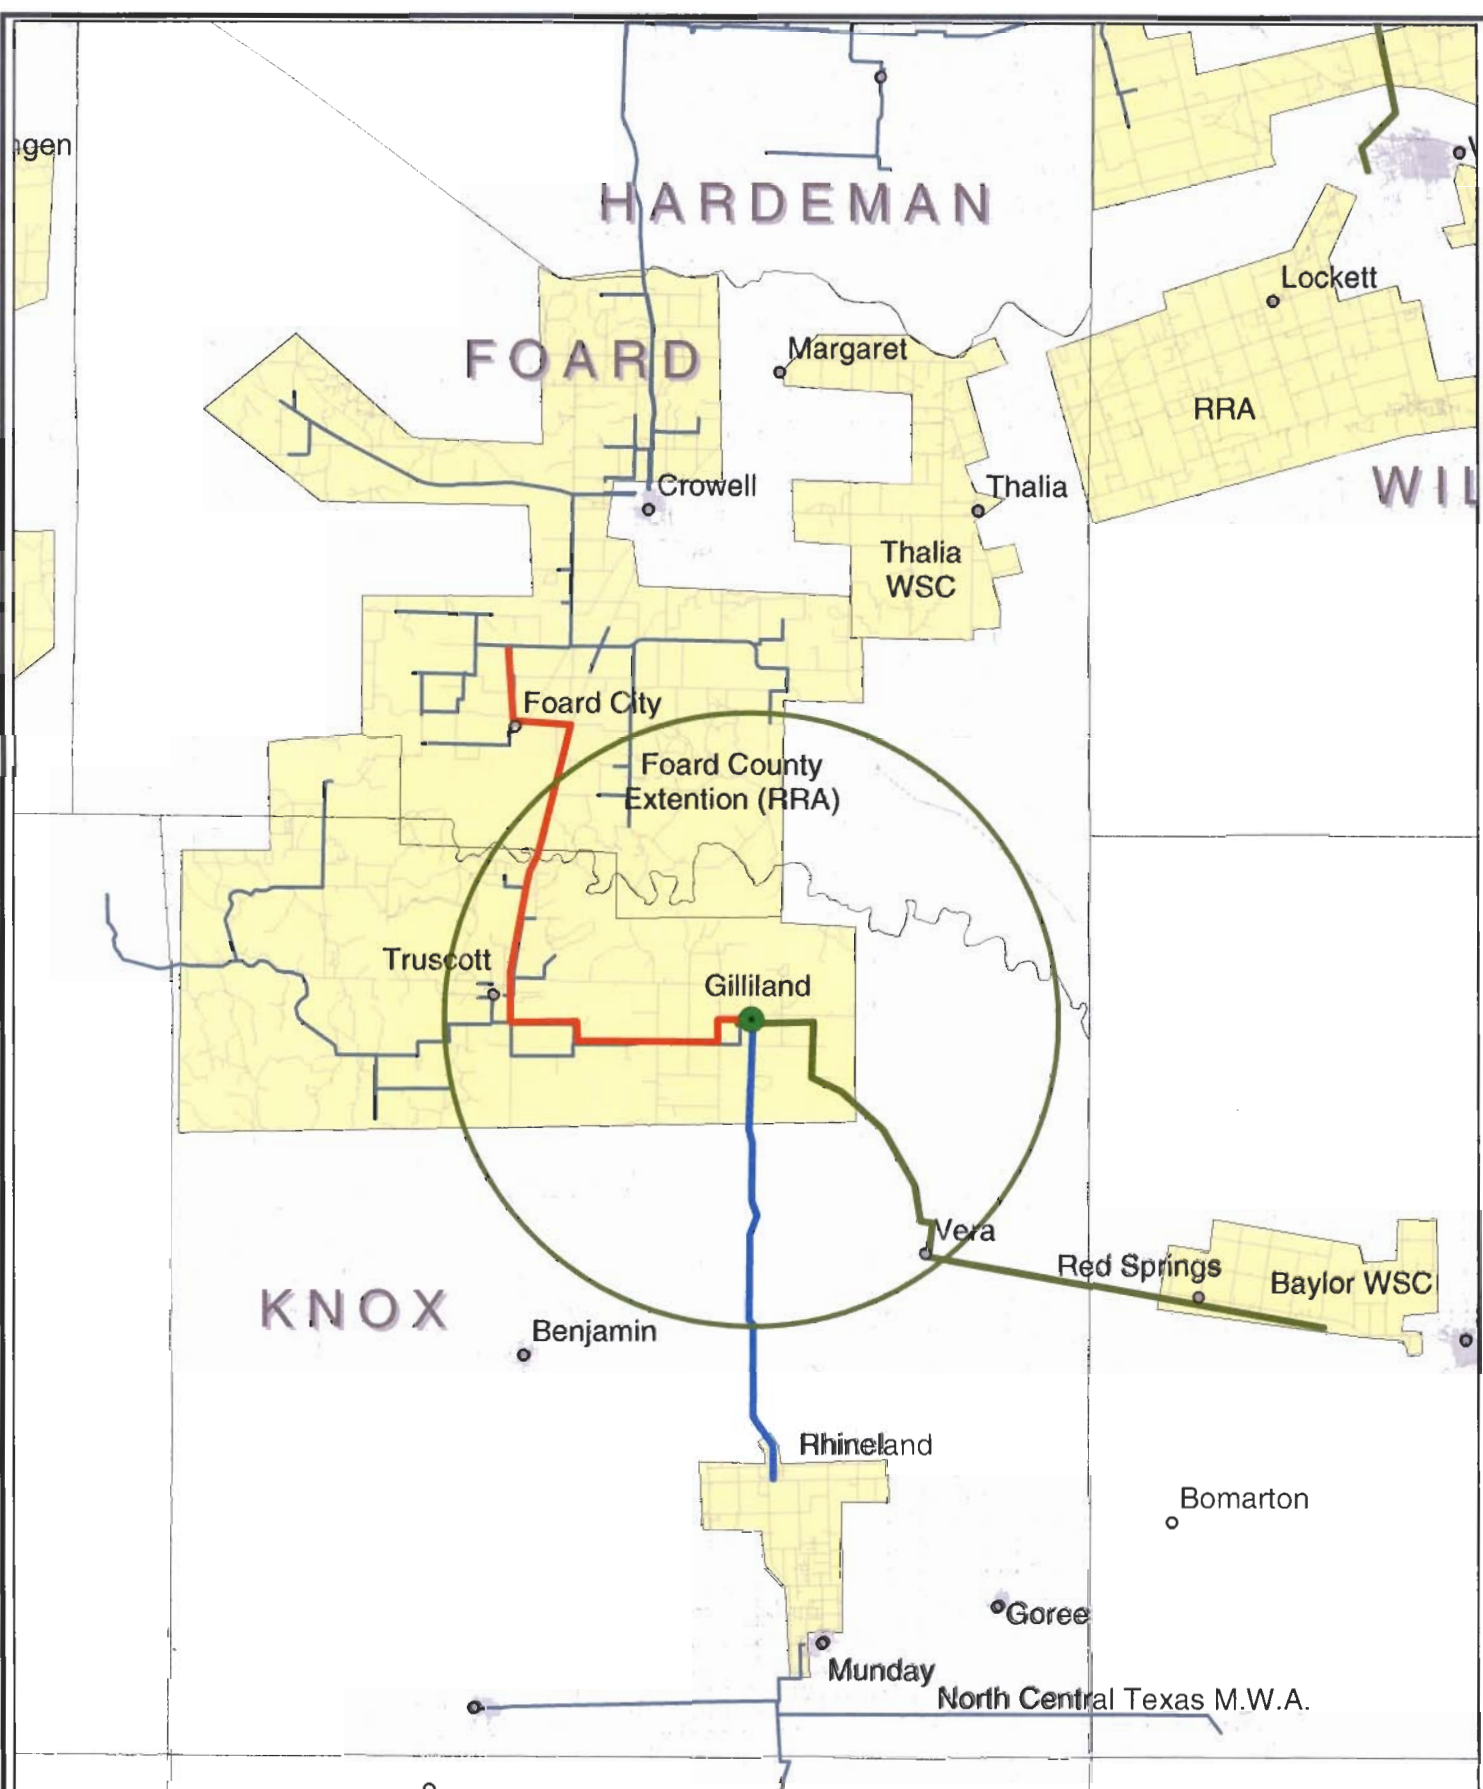 HARDEMAN
Lockett
FOARD
Margaret
RRA
Crowell
Thalia
WIL
Thalia
WSC
Foard City
Foard County
Extention (RRA)
Truscott
Gilliland
Vera
Red Springs
Baylor WSC
KNOX
Benjamin
Rhineland
Bomarton
Goree
Munday
North Central Texas M.W.A.